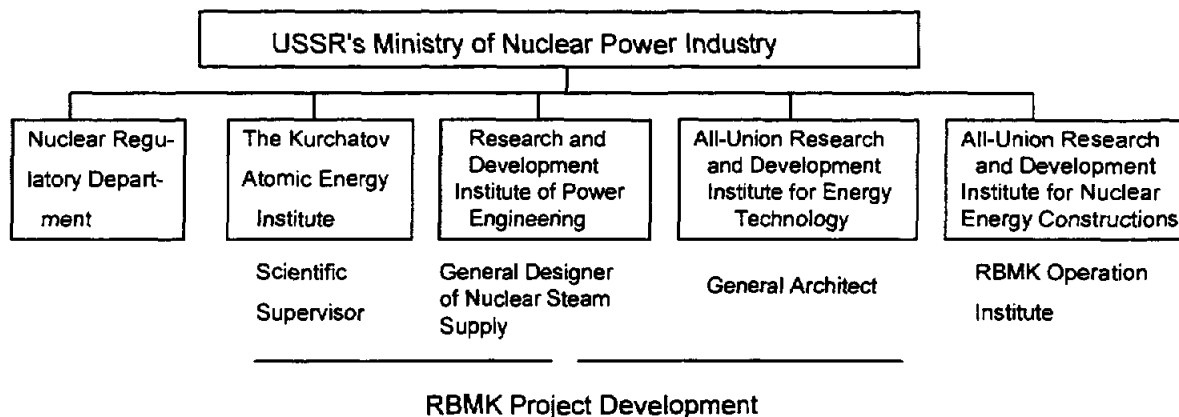 USSR's Ministry of Nuclear Power Industry
Nuclear Regu-
latory Depart-
ment
The Kurchatov
Atomic Energy
Institute
Research and
Development
Institute of Power
Engineering
All-Union Research
and Development
Institute for Energy
Technology
All-Union Research
and Development
Institute for Nuclear
Energy Constructions
Scientific
Supervisor
General Designer
of Nuclear Steam
Supply
General Architect
RBMK Operation
Institute
RBMK Project Development